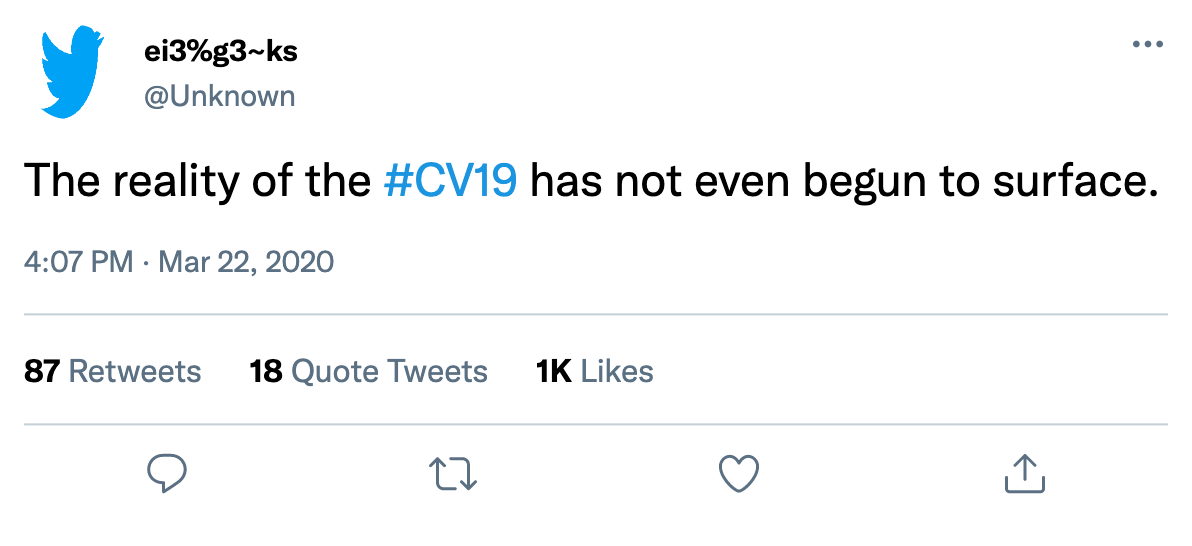 ei3%g3~ks
@Unknown
The reality of the #CV19 has not even begun to surface.
4:07 PM · Mar 22, 2020
87 Retweets 18 Quote Tweets 1K Likes